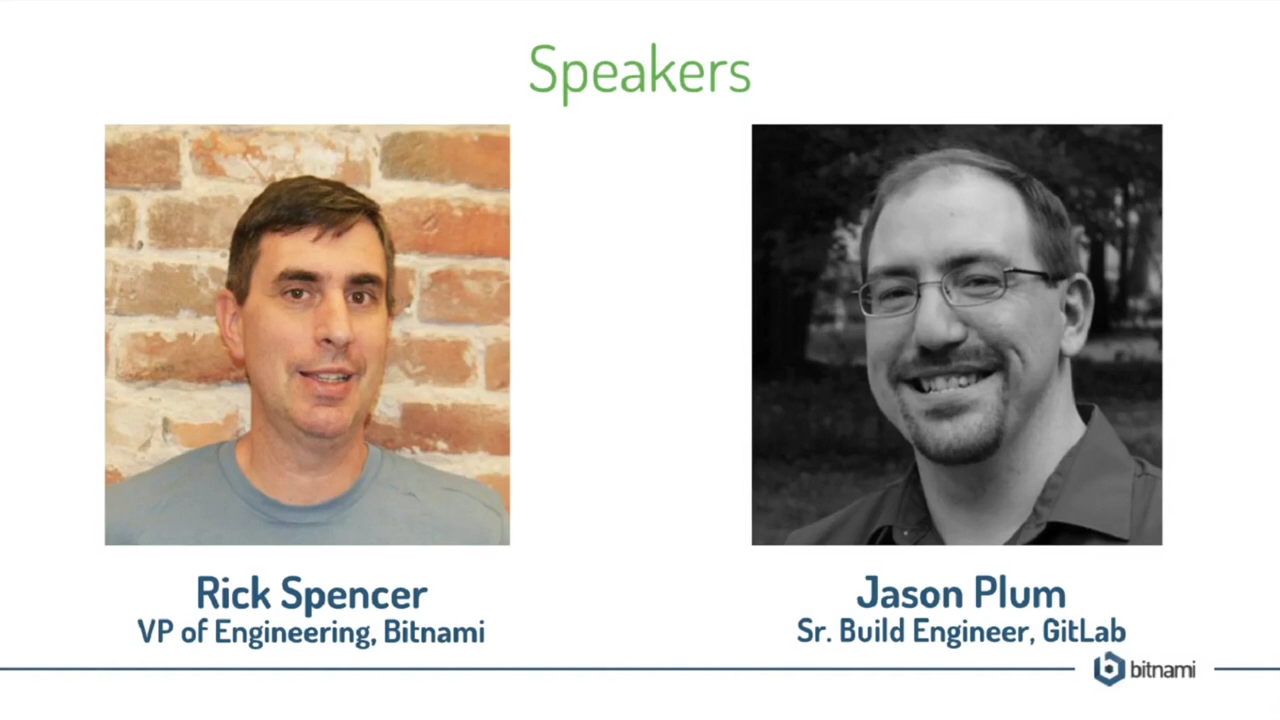 Speakers
Rick Spencer
VP of Engineering, Bitnami
Jason Plum
Sr. Build Engineer, GitLab
bitnami